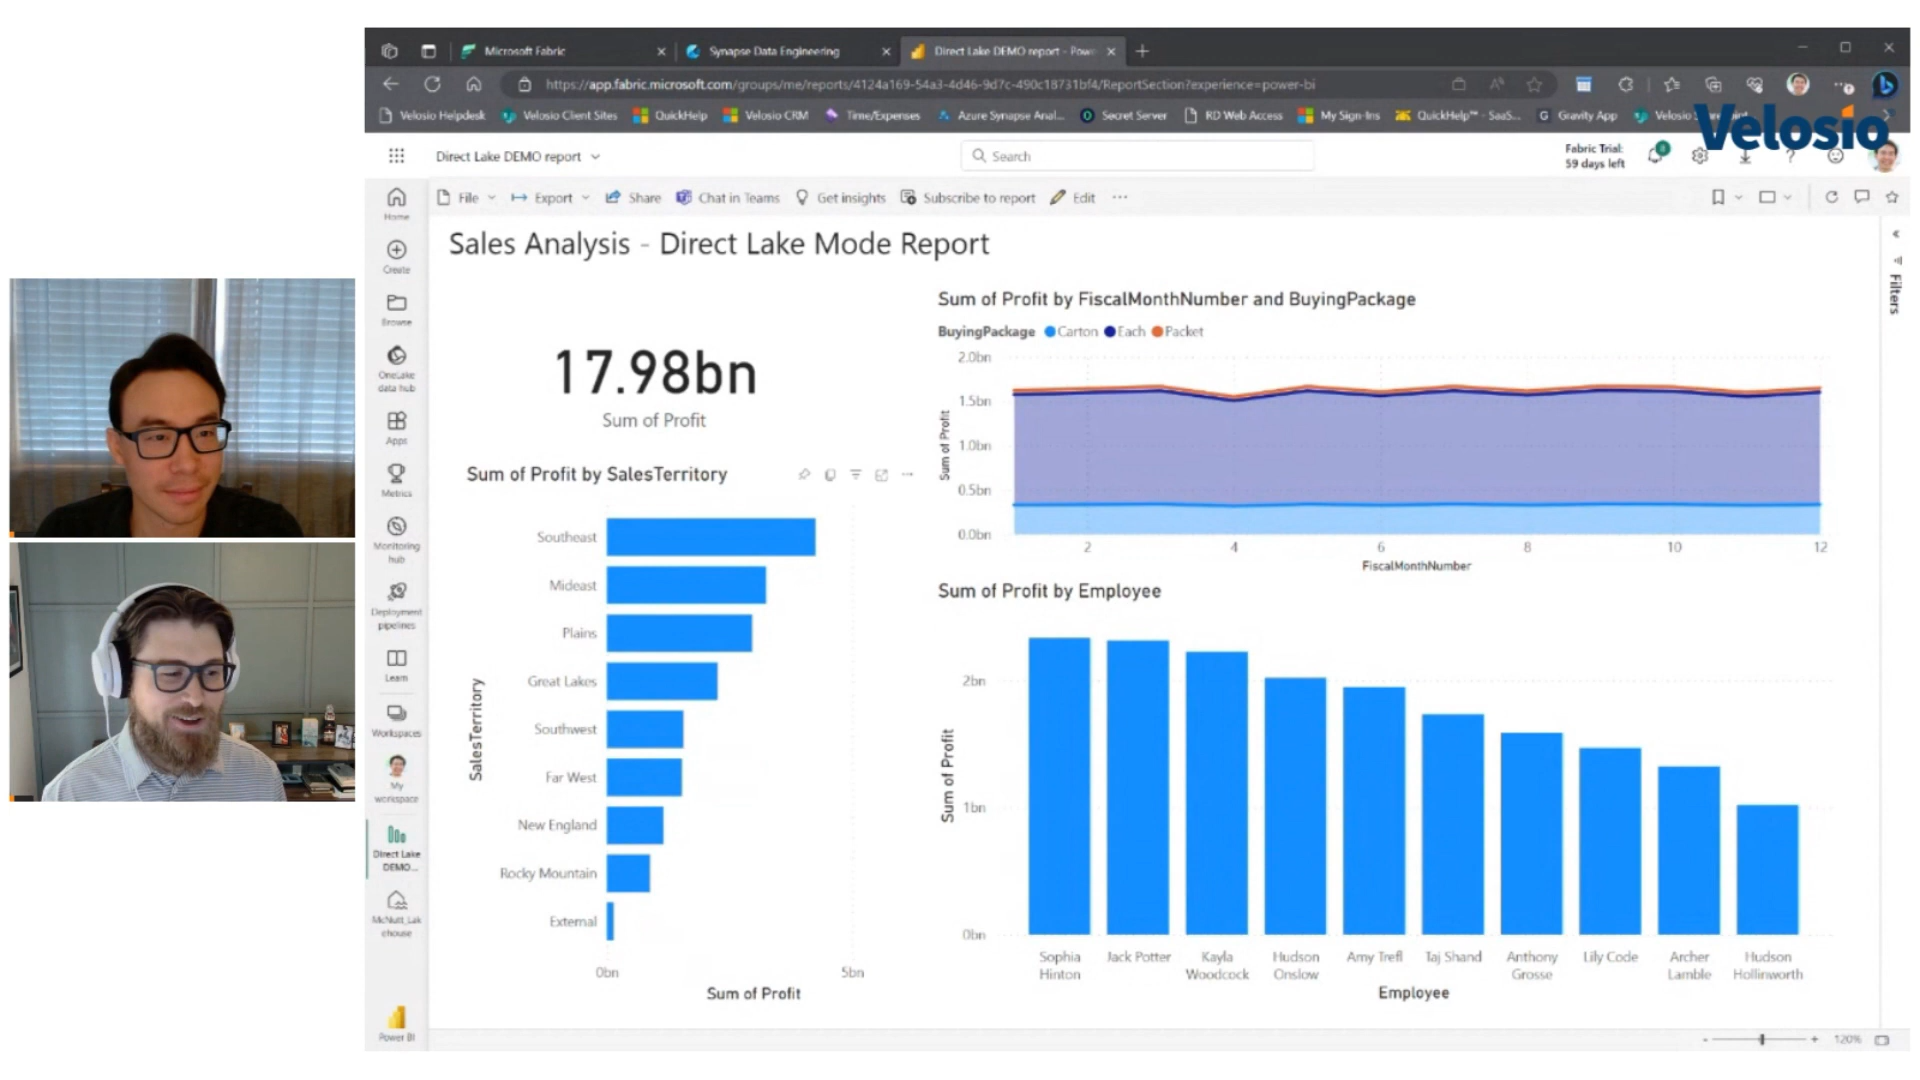 Microsoft Fabric
Synapse Data Engineering
Direct Lake DEMO report - Powe
https://app.fabric.microsoft.com/groups/me/reports/4124a169-54a3-4d46-9d7c-490c18731bf4/ReportSection?experience=power-bi
Velosio Helpdesk
Velosio Client Sites
QuickHelp
Velosio CRM
Time/Expenses
Azure Synapse Anal...
Secret Server
RD Web Access
My Sign-Ins
QuickHelp™ - SaaS...
Gravity App
Velosio
Velosio
Direct Lake DEMO report
Search
Fabric Trial:
59 days left
File
Export
Share
Chat in Teams
Get insights
Subscribe to report
Edit
Home
Create
Browse
OneLake
data hub
Apps
Metrics
Monitoring
hub
Deployment
pipelines
Learn
Workspaces
My
workspace
Direct Lake
DEMO...
McNutt_Lak
ehouse
Power BI
Sales Analysis - Direct Lake Mode Report
17.98bn
Sum of Profit
Sum of Profit by SalesTerritory
SalesTerritory
Southeast
Mideast
Plains
Great Lakes
Southwest
Far West
New England
Rocky Mountain
External
0bn 5bn
Sum of Profit
Sum of Profit by FiscalMonthNumber and BuyingPackage
BuyingPackage Carton Each Packet
Sum of Profit
2.0bn
1.5bn
1.0bn
0.5bn
0.0bn
2 4 6 8 10 12
FiscalMonthNumber
Sum of Profit by Employee
Sum of Profit
2bn
1bn
0bn
Sophia
Hinton
Jack Potter
Kayla
Woodcock
Hudson
Onslow
Amy Trefl
Taj Shand
Anthony
Grosse
Lily Code
Archer
Lamble
Hudson
Hollinworth
Employee
Filters
120%